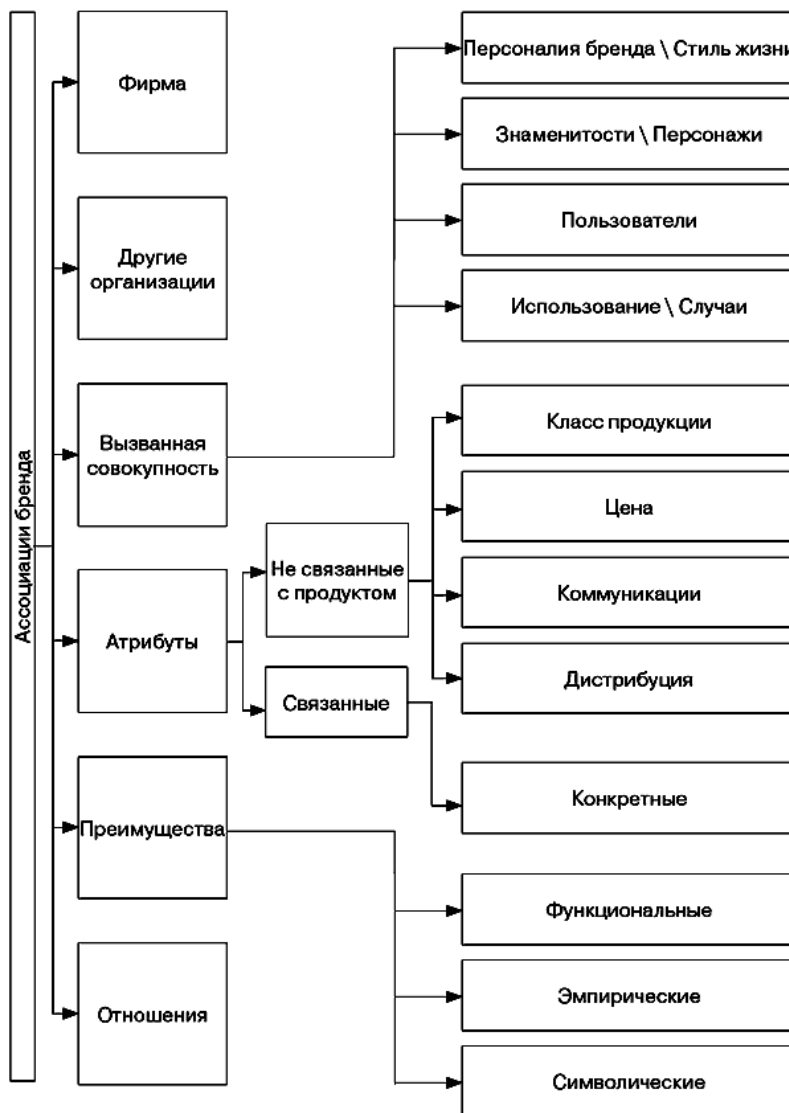 Ассоциации бренда
Фирма
Другие
организации
Вызванная
совокупность
Атрибуты
Преимущества
Отношения
Не связанные
с продуктом
Связанные
Персоналия бренда \ Стиль жизни
Знаменитости \ Персонажи
Пользователи
Использование \ Случаи
Класс продукции
Цена
Коммуникации
Дистрибуция
Конкретные
Функциональные
Эмпирические
Символические